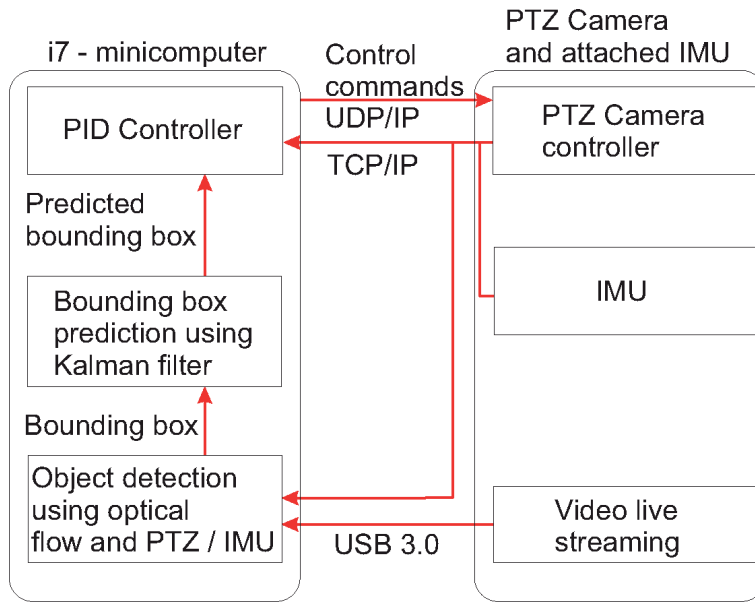 i7 - minicomputer
PID Controller
Predicted
bounding box
Bounding box
prediction using
Kalman filter
Bounding box
Object detection
using optical
flow and PTZ / IMU
Control
commands
UDP/IP
TCP/IP
USB 3.0
PTZ Camera
and attached IMU
PTZ Camera
controller
IMU
Video live
streaming